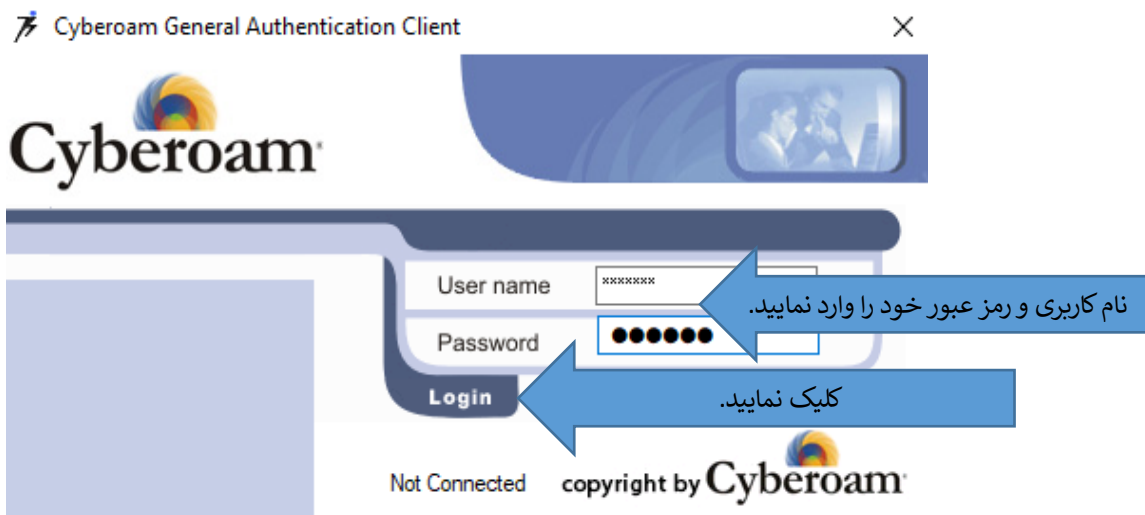 Cyberoam General Authentication Client
Cyberoam
User name
xxxxxxx
نام کاربری و رمز عبور خود را وارد نمایید.
Password
●●●●●●
Login
کلیک نمایید.
Not Connected
copyright by Cyberoam